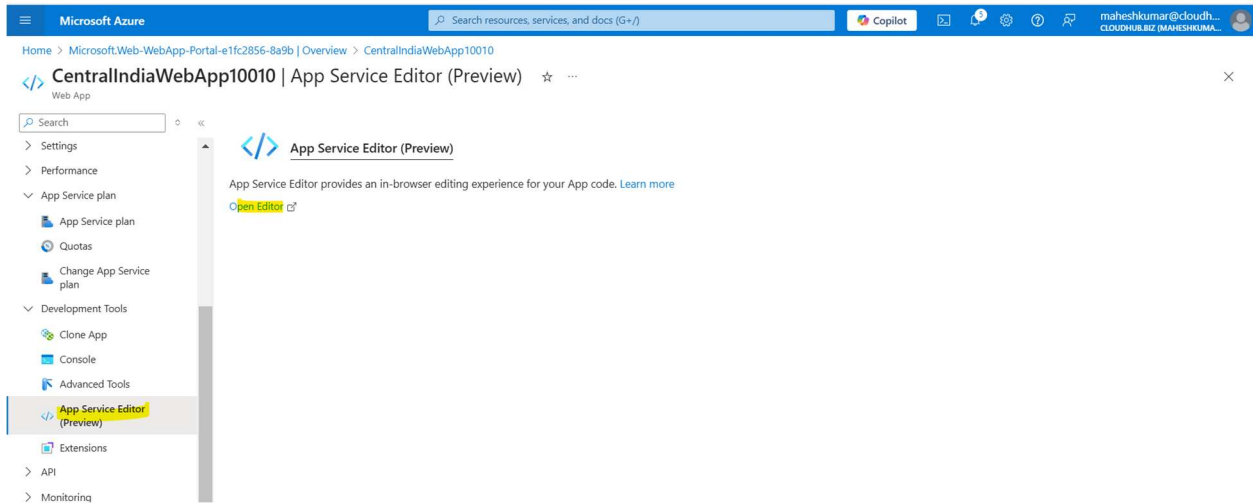 Microsoft Azure
Search resources, services, and docs (G+/)
Copilot
5
maheshkumar@cloudh...
CLOUDHUB.BIZ (MAHESHKUMA...
Home > Microsoft.Web-WebApp-Portal-e1fc2856-8a9b | Overview > CentralIndiaWebApp10010
CentralIndiaWebApp10010 | App Service Editor (Preview)
Web App
Search
Settings
Performance
App Service plan
App Service plan
Quotas
Change App Service
plan
Development Tools
Clone App
Console
Advanced Tools
App Service Editor
(Preview)
Extensions
API
Monitoring
App Service Editor (Preview)
App Service Editor provides an in-browser editing experience for your App code. Learn more
Open Editor